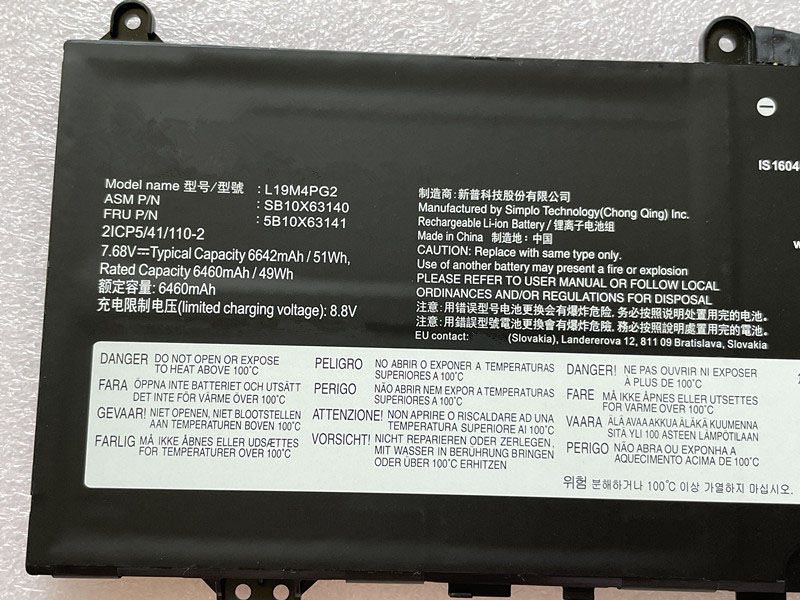 IS1604
Model name 型号/型號 : L19M4PG2
ASM P/N : SB10X63140
FRU P/N : 5B10X63141
2ICP5/41/110-2
7.68V⎓Typical Capacity 6642mAh / 51Wh,
Rated Capacity 6460mAh / 49Wh
额定容量: 6460mAh
充电限制电压(limited charging voltage): 8.8V
制造商: 新普科技股份有限公司
Manufactured by Simplo Technology(Chong Qing) Inc.
Rechargeable Li-ion Battery / 锂离子电池组
Made in China 制造地: 中国
CAUTION: Replace with same type only.
Use of another battery may present a fire or explosion
PLEASE REFER TO USER MANUAL OR FOLLOW LOCAL
ORDINANCES AND/OR REGULATIONS FOR DISPOSAL
注意: 用错误型号电池更换会有爆炸危险, 务必按照说明处置用完的电池。
注意: 用錯誤型號電池更換會有爆炸危險, 務必按照說明處置用完的電池。
EU contact: (Slovakia), Landererova 12, 811 09 Bratislava, Slovakia
DANGER DO NOT OPEN OR EXPOSE
TO HEAT ABOVE 100°C
FARA ÖPPNA INTE BATTERIET OCH UTSÄTT
DET INTE FÖR VÄRME ÖVER 100°C
GEVAAR! NIET OPENEN, NIET BLOOTSTELLEN
AAN TEMPERATUREN BOVEN 100°C
FARLIG MÅ IKKE ÅBNES ELLER UDSÆTTES
FOR TEMPERATURER OVER 100°C
PELIGRO NO ABRIR O EXPONER A TEMPERATURAS
SUPERIORES A 100°C
PERIGO NÃO ABRIR NEM EXPOR A TEMPERATURAS
SUPERIORES A 100°C
ATTENZIONE! NON APRIRE O RISCALDARE AD UNA
TEMPERATURA SUPERIORE AI 100°C
VORSICHT! NICHT REPARIEREN ODER ZERLEGEN,
MIT WASSER IN BERÜHRUNG BRINGEN
ODER ÜBER 100°C ERHITZEN
DANGER! NE PAS OUVRIR NI EXPOSER
À PLUS DE 100°C
FARE MÅ IKKE ÅPNES ELLER UTSETTES
FOR VARME OVER 100°C
VAARA ÄLÄ AVAA AKKUA ÄLÄKÄ KUUMENNA
SITÄ YLI 100 ASTEEN LÄMPÖTILAAN
PERIGO NÃO ABRA OU EXPONHA A
AQUECIMENTO ACIMA DE 100°C
위험 분해하거나 100°C 이상 가열하지 마십시오.